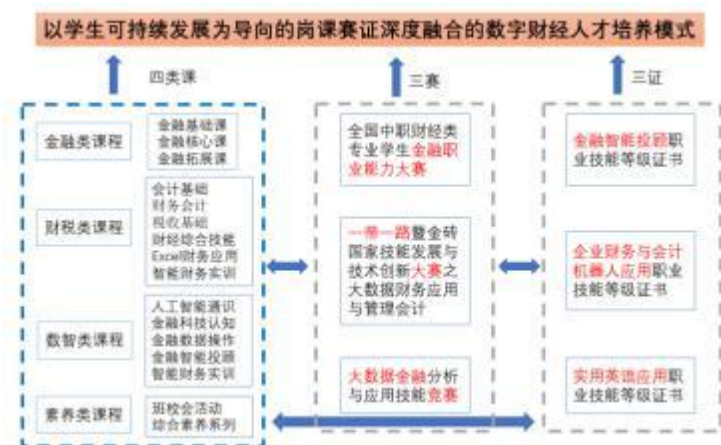 以学生可持续发展为导向的岗课赛证深度融合的数字财经人才培养模式
四类课
三赛
三证
金融类课程
金融基础课
金融核心课
金融拓展课
财税类课程
会计基础
财务会计
税收基础
财经综合技能
Excel财务应用
智能财务实训
数智类课程
人工智能通识
金融科技认知
金融数据操作
金融智能投顾
智能财务实训
素养类课程
班校会活动
综合素养系列
全国中职财经类
专业学生金融职
业能力大赛
一带一路暨金砖
国家技能发展与
技术创新大赛之
大数据财务应用
与管理会计
大数据金融分析
与应用技能竞赛
金融智能投顾职
业技能等级证书
企业财务与会计
机器人应用职业
技能等级证书
实用英语应用职
业技能等级证书